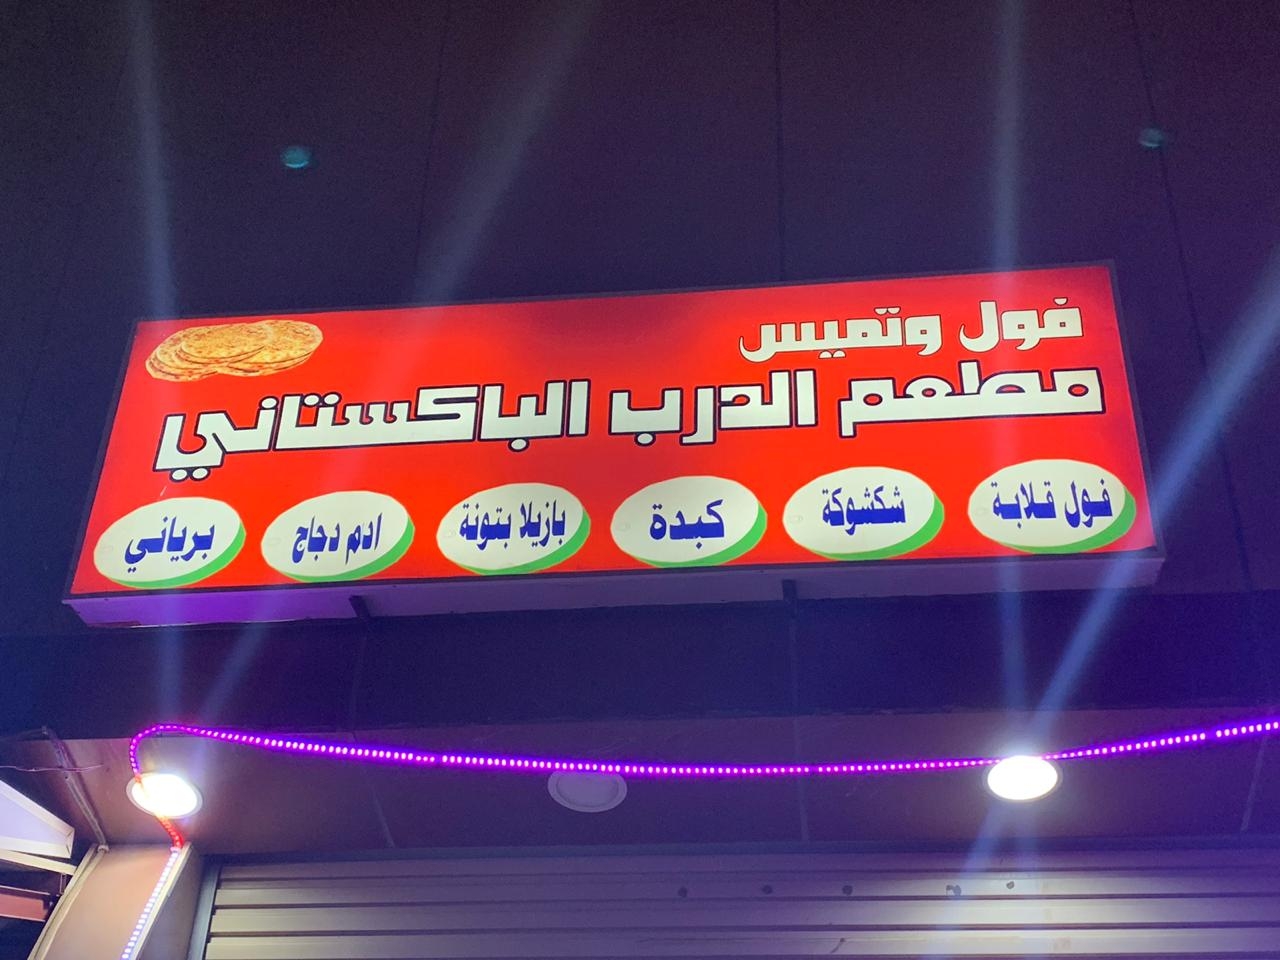 فول وتميس
مطعم الدرب الباكستاني
فول قلابة
شكشوكة
كبدة
بازيلا بتونة
ادم دجاج
برياني